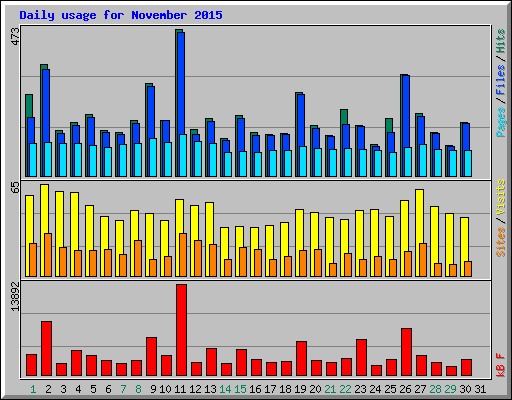 Daily usage for November 2015
473
65
13892
Pages / Files / Hits
Sites / Visits
kB F
1 2 3 4 5 6 7 8 9 10 11 12 13 14 15 16 17 18 19 20 21 22 23 24 25 26 27 28 29 30 31